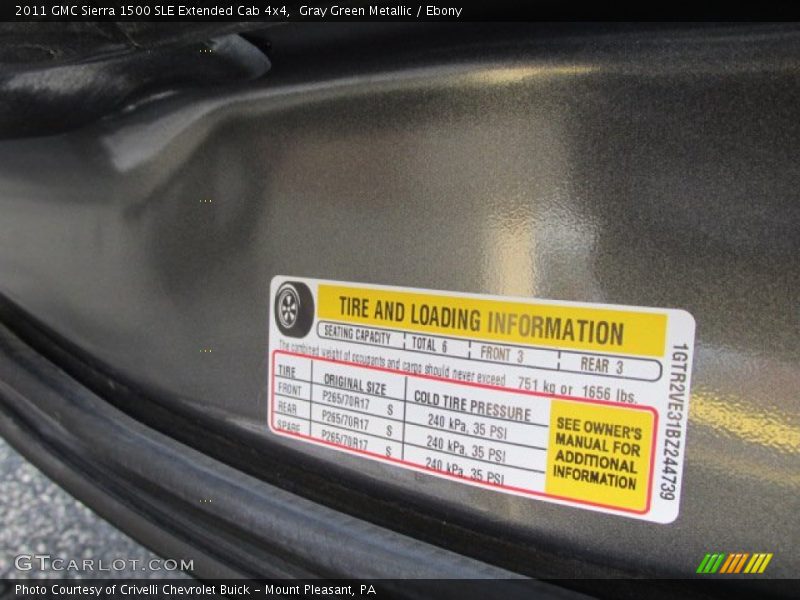 2011 GMC Sierra 1500 SLE Extended Cab 4x4,  Gray Green Metallic / Ebony
TIRE AND LOADING INFORMATION
SEATING CAPACITY TOTAL 6 FRONT 3 REAR 3
The combined weight of occupants and cargo should never exceed 751 kg or 1656 lbs.
TIRE ORIGINAL SIZE COLD TIRE PRESSURE
FRONT P265/70R17 S 240 kPa, 35 PSI
REAR P265/70R17 S 240 kPa, 35 PSI
SPARE P265/70R17 S 240 kPa, 35 PSI
SEE OWNER'S
MANUAL FOR
ADDITIONAL
INFORMATION
1GTR2VE31BZ244739
GTCARLOT.COM
Photo Courtesy of Crivelli Chevrolet Buick - Mount Pleasant, PA